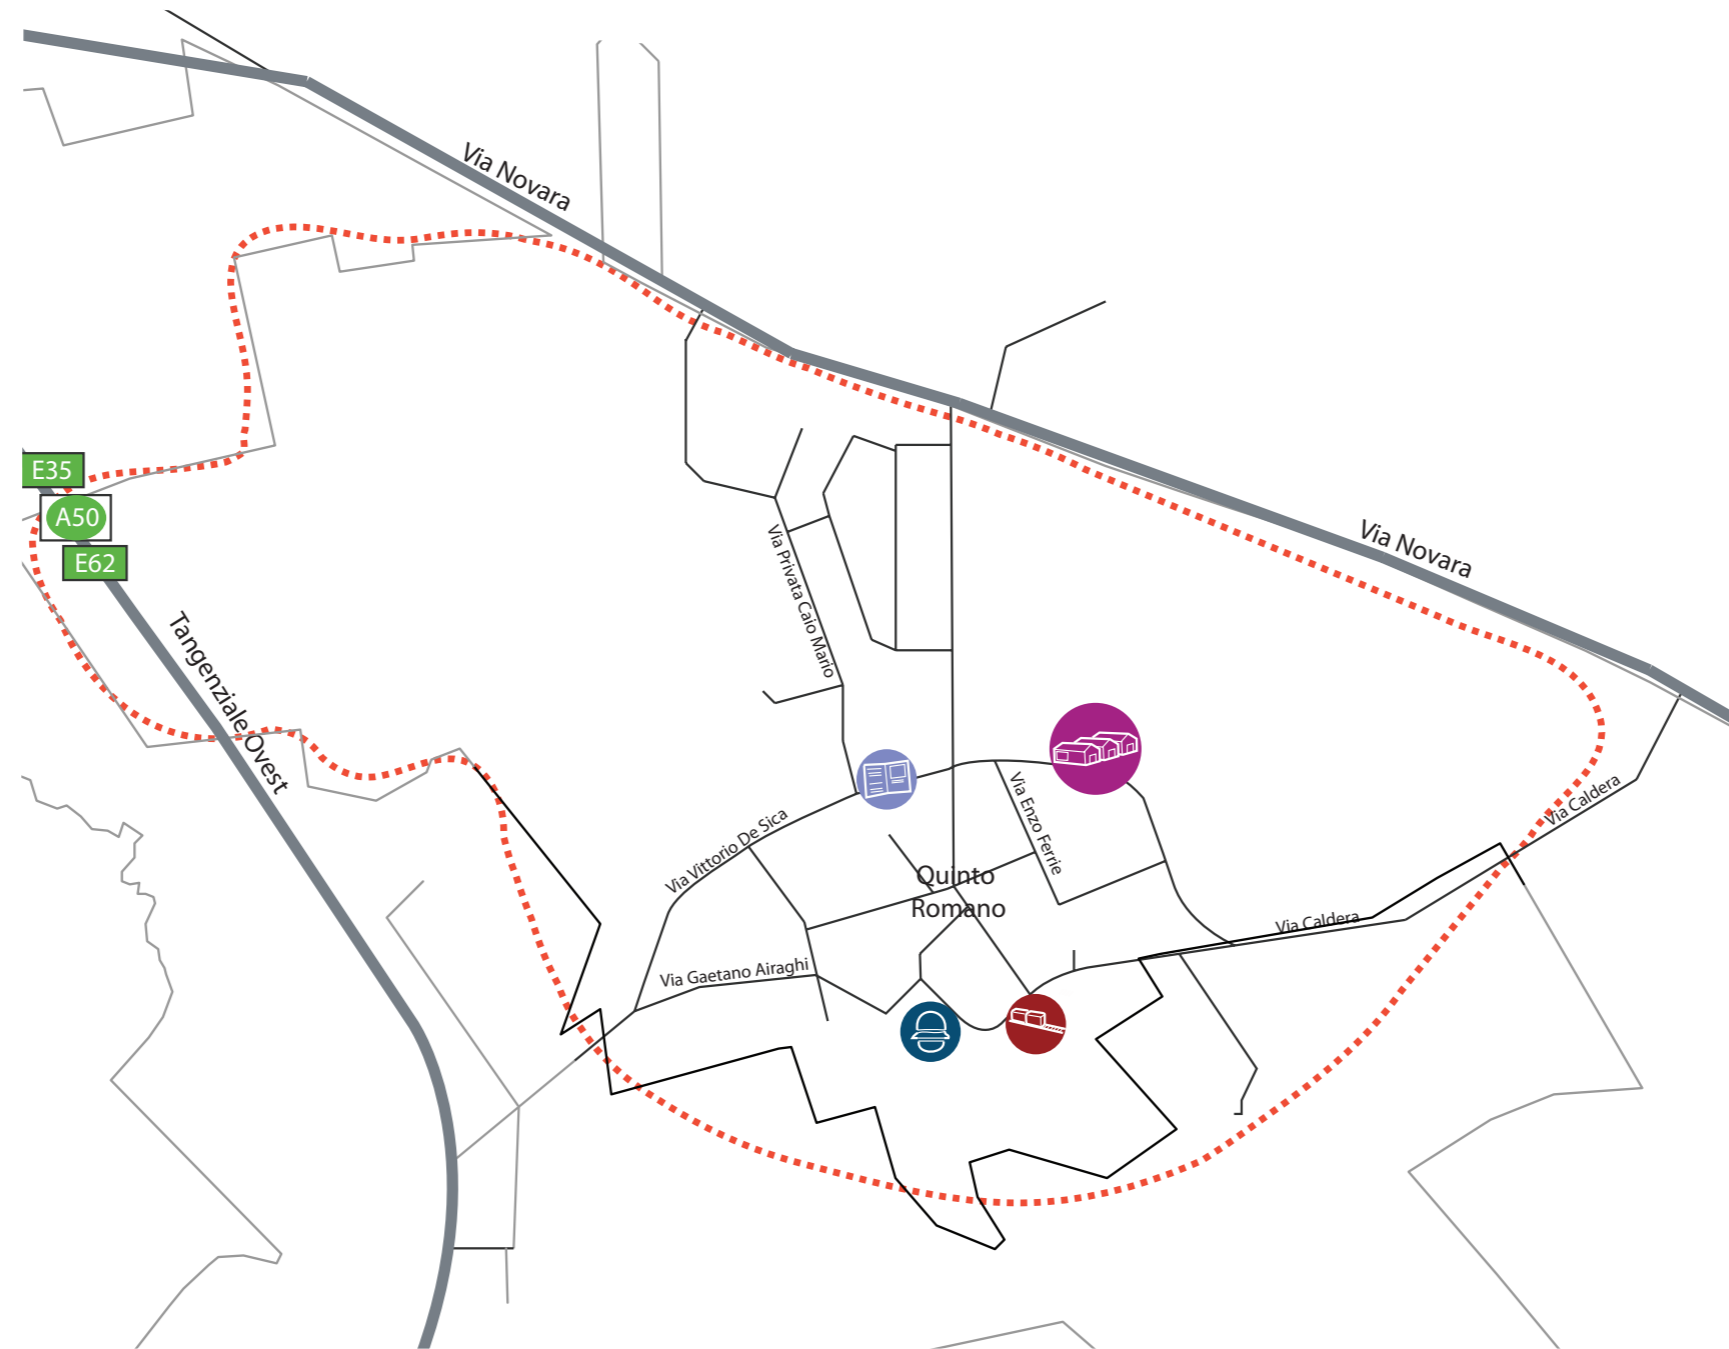 Via Novara
E35
A50
E62
Via Novara
Via Privata Caio Mario
Tangenziale Ovest
Via Enzo Ferrie
Via Caldera
Via Vittorio De Sica
Quinto
Romano
Via Caldera
Via Gaetano Airaghi